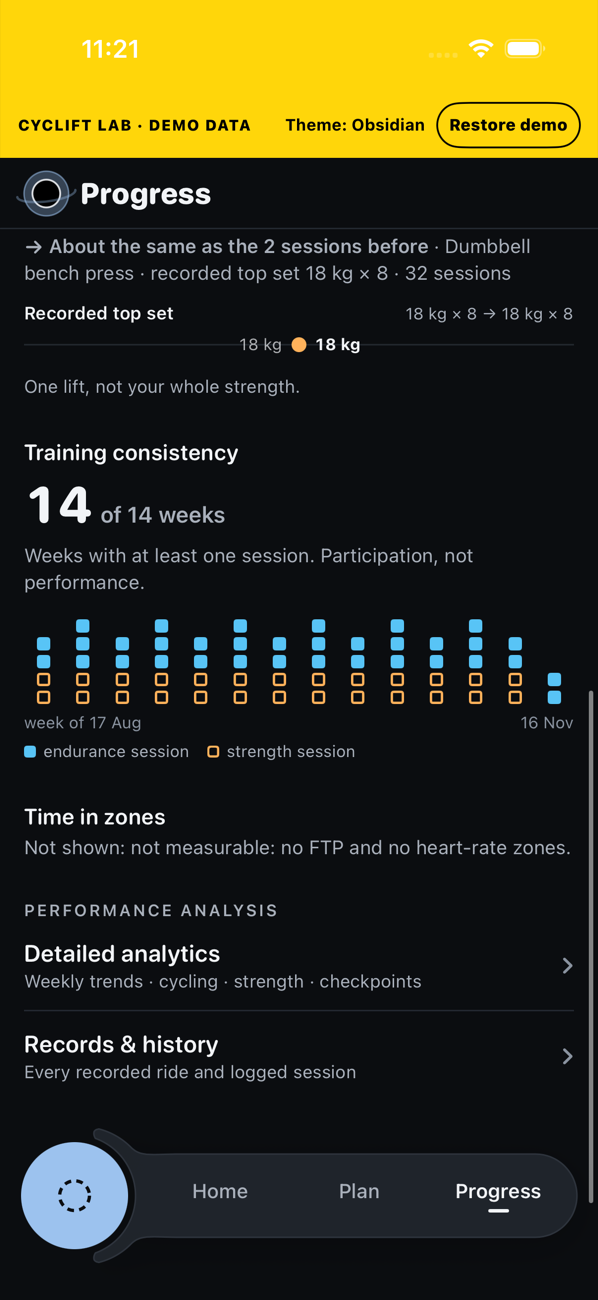 11:21
CYCLIFT LAB · DEMO DATA
Theme: Obsidian
Restore demo
Progress
→ About the same as the 2 sessions before · Dumbbell
bench press · recorded top set 18 kg × 8 · 32 sessions
Recorded top set
18 kg × 8 → 18 kg × 8
18 kg
18 kg
One lift, not your whole strength.
Training consistency
14 of 14 weeks
Weeks with at least one session. Participation, not
performance.
week of 17 Aug
16 Nov
endurance session
strength session
Time in zones
Not shown: not measurable: no FTP and no heart-rate zones.
PERFORMANCE ANALYSIS
Detailed analytics
Weekly trends · cycling · strength · checkpoints
Records & history
Every recorded ride and logged session
Home
Plan
Progress